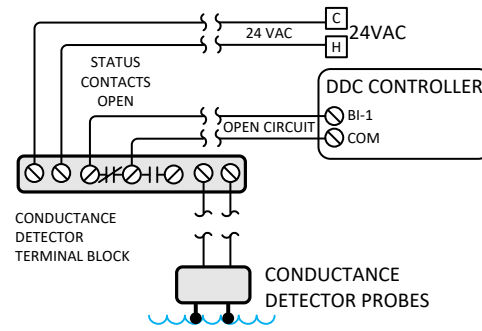 C
24 VAC
24VAC
H
STATUS
CONTACTS
OPEN
DDC CONTROLLER
BI-1
OPEN CIRCUIT
COM
CONDUCTANCE
DETECTOR
TERMINAL BLOCK
CONDUCTANCE
DETECTOR PROBES